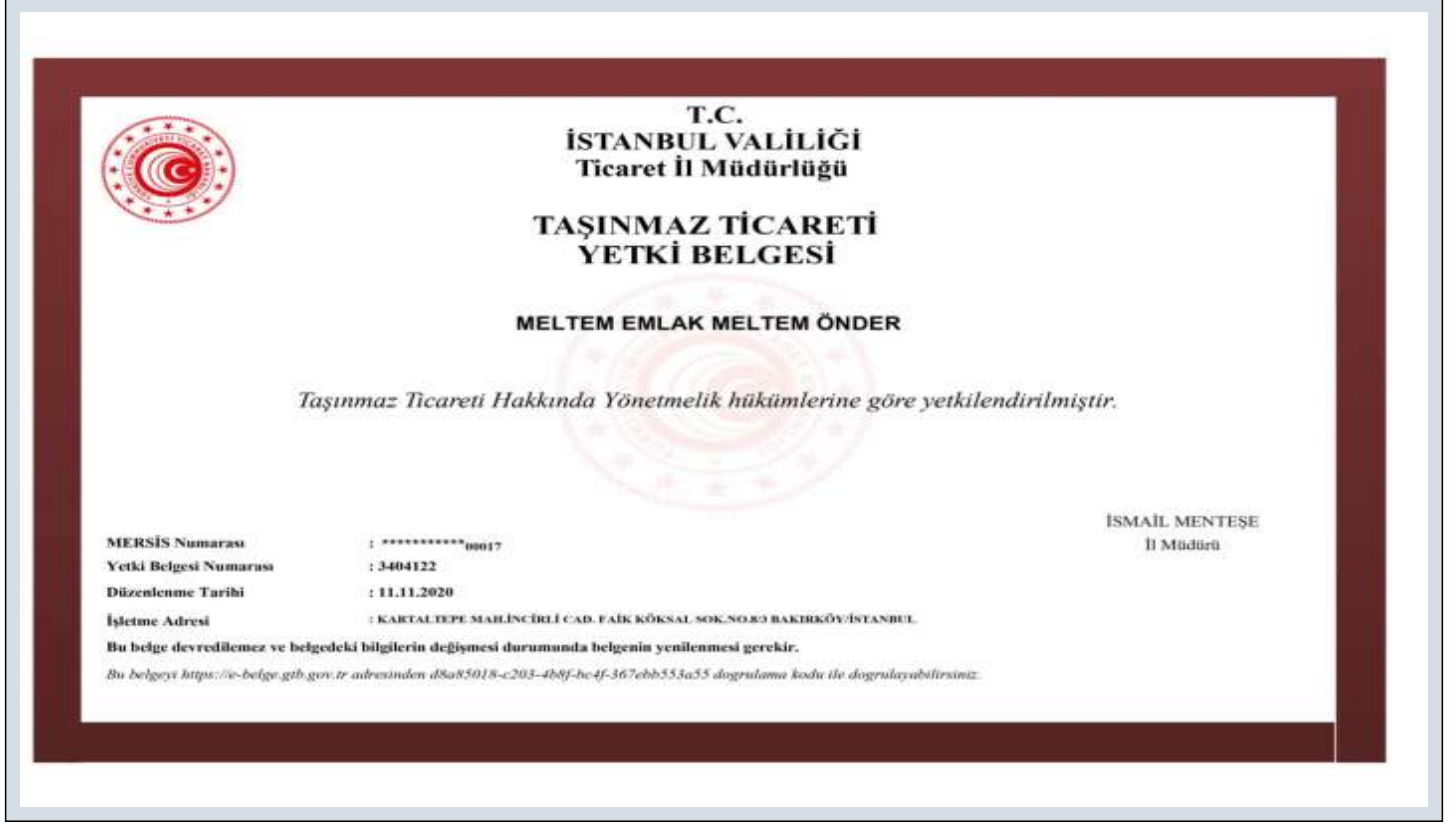 T.C.
İSTANBUL VALİLİĞİ
Ticaret İl Müdürlüğü
TAŞINMAZ TİCARETİ
YETKİ BELGESİ
MELTEM EMLAK MELTEM ÖNDER
Taşınmaz Ticareti Hakkında Yönetmelik hükümlerine göre yetkilendirilmiştir.
İSMAİL MENTEŞE
İl Müdürü
MERSİS Numarası : ***********00017
Yetki Belgesi Numarası : 3404122
Düzenlenme Tarihi : 11.11.2020
İşletme Adresi : KARTALTEPE MAH.İNCİRLİ CAD. FAİK KÖKSAL SOK.NO.8/3 BAKIRKÖY/İSTANBUL
Bu belge devredilemez ve belgedeki bilgilerin değişmesi durumunda belgenin yenilenmesi gerekir.
Bu belgeyi https://e-belge.gtb.gov.tr adresinden d8a85018-c203-4b8f-bc4f-367ebb553a55 dogrulama kodu ile dogrulayabilirsiniz.